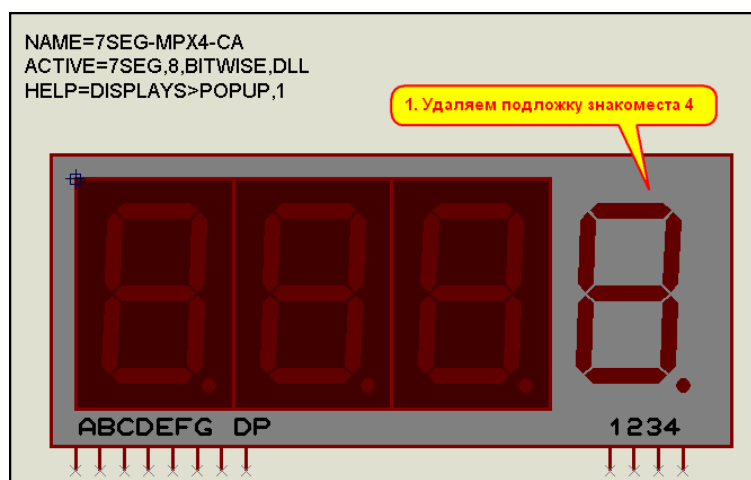 NAME=7SEG-MPX4-CA
ACTIVE=7SEG,8,BITWISE,DLL
HELP=DISPLAYS>POPUP,1
1. Удаляем подложку знакоместа 4
ABCDEFG DP 1234